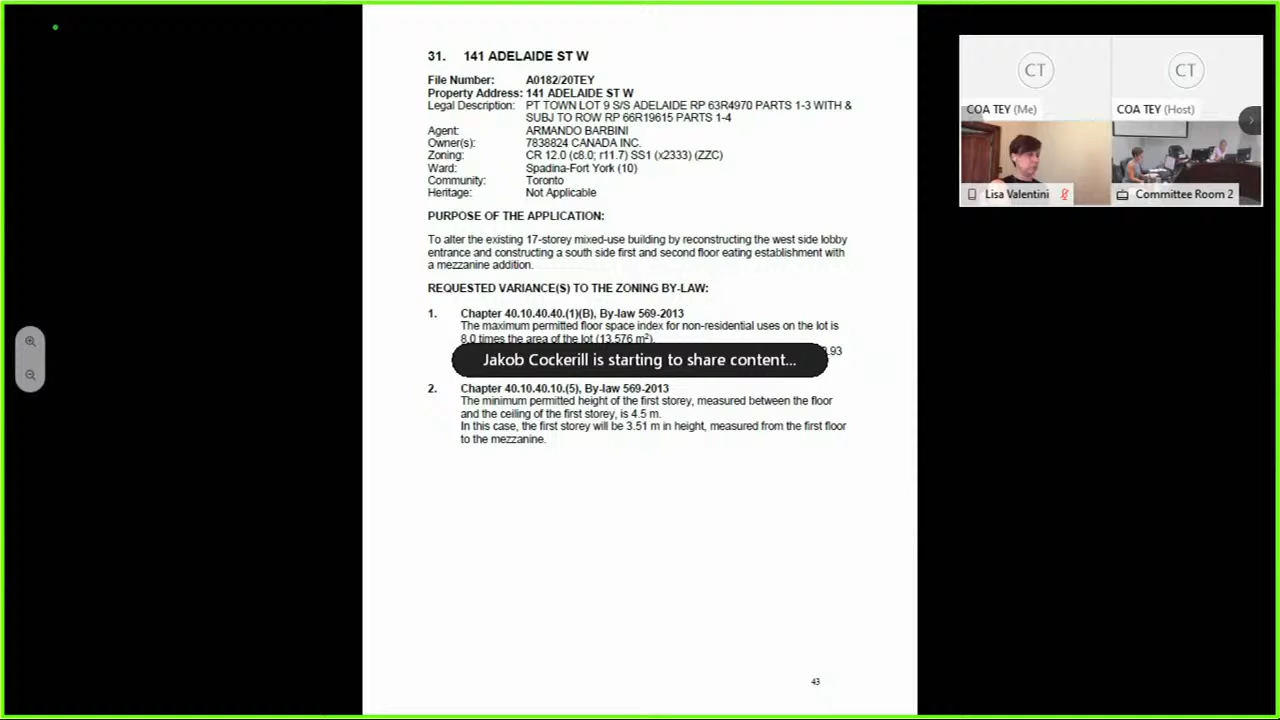 31. 141 ADELAIDE ST W
File Number: A0182/20TEY
Property Address: 141 ADELAIDE ST W
Legal Description: PT TOWN LOT 9 S/S ADELAIDE RP 63R4970 PARTS 1-3 WITH &
SUBJ TO ROW RP 66R19615 PARTS 1-4
Agent: ARMANDO BARBINI
Owner(s): 7838824 CANADA INC.
Zoning: CR 12.0 (c8.0; r11.7) SS1 (x2333) (ZZC)
Ward: Spadina-Fort York (10)
Community: Toronto
Heritage: Not Applicable
PURPOSE OF THE APPLICATION:
To alter the existing 17-storey mixed-use building by reconstructing the west side lobby
entrance and constructing a south side first and second floor eating establishment with
a mezzanine addition.
REQUESTED VARIANCE(S) TO THE ZONING BY-LAW:
1. Chapter 40.10.40.40.(1)(B), By-law 569-2013
The maximum permitted floor space index for non-residential uses on the lot is
8.0 times the area of the lot (13,576 m²).
.93
Jakob Cockerill is starting to share content...
2. Chapter 40.10.40.10.(5), By-law 569-2013
The minimum permitted height of the first storey, measured between the floor
and the ceiling of the first storey, is 4.5 m.
In this case, the first storey will be 3.51 m in height, measured from the first floor
to the mezzanine.
43
CT
COA TEY (Me)
CT
COA TEY (Host)
Lisa Valentini
Committee Room 2